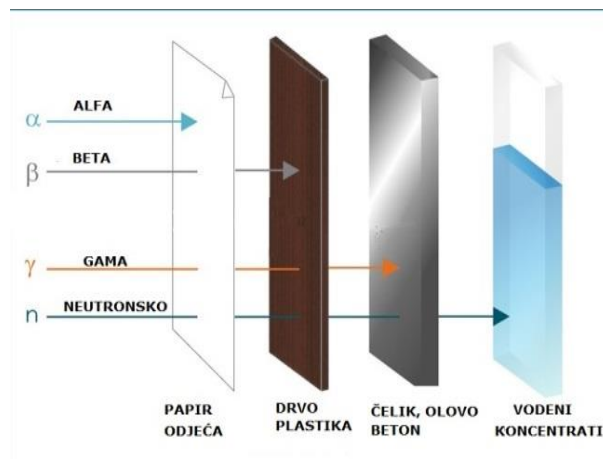 α ALFA
β BETA
γ GAMA
n NEUTRONSKO
PAPIR
ODJEĆA
DRVO
PLASTIKA
ČELIK, OLOVO
BETON
VODENI
KONCENTRATI